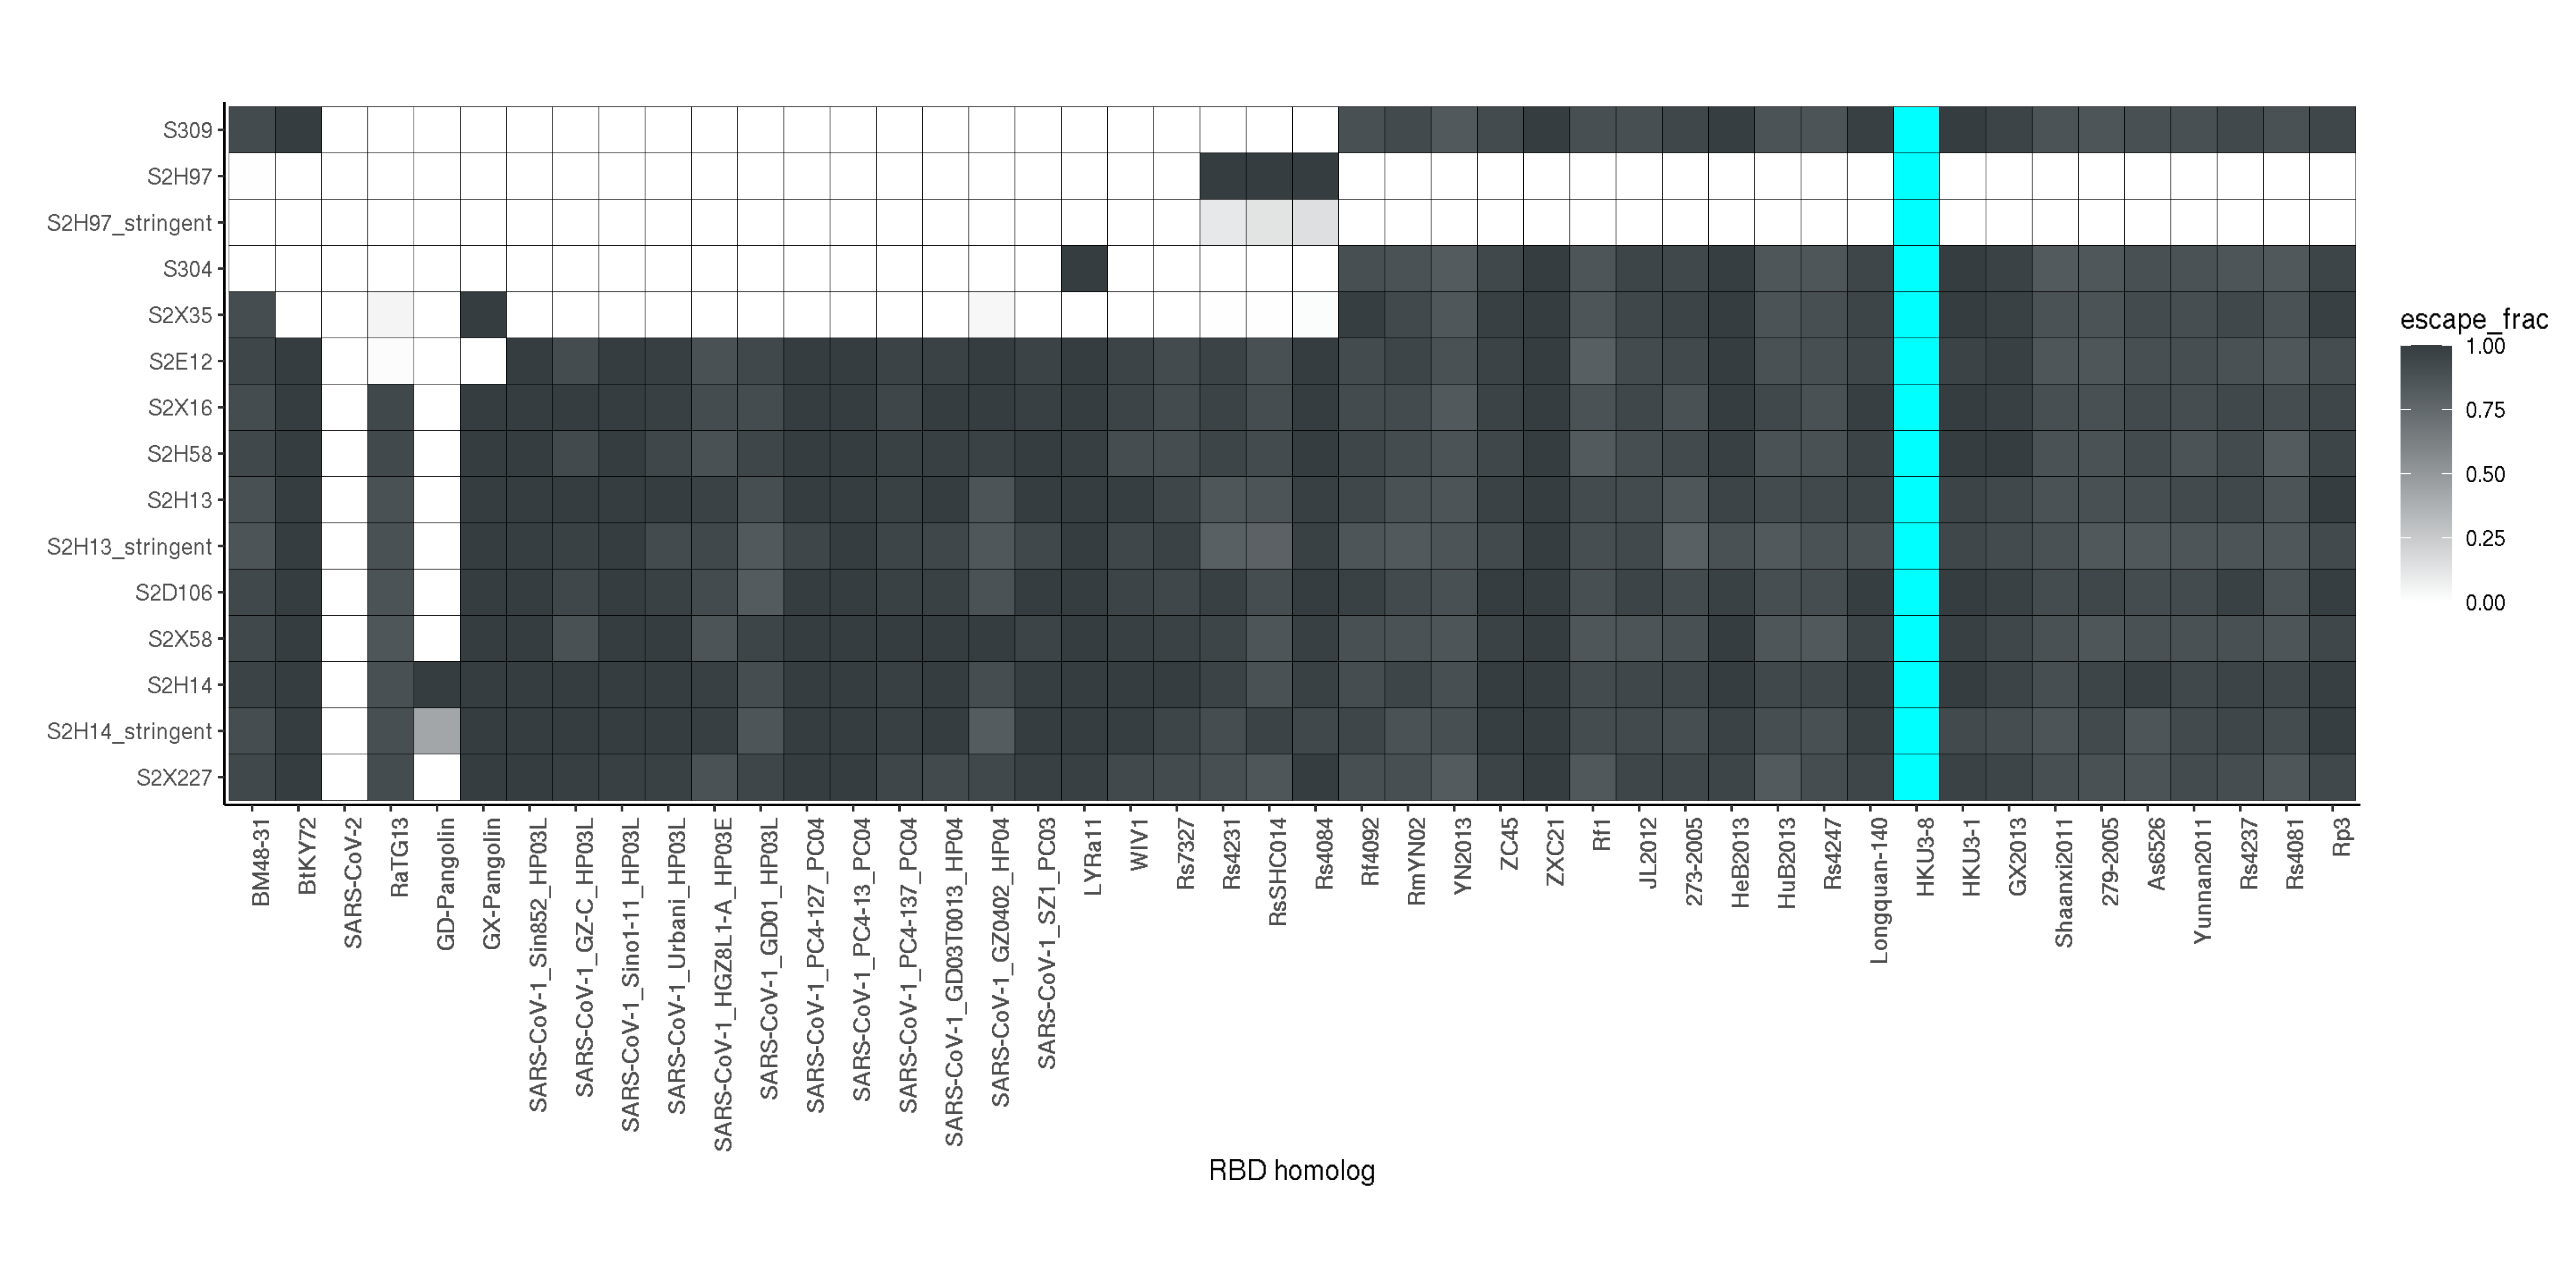 S309
S2H97
S2H97_stringent
S304
S2X35
S2E12
S2X16
S2H58
S2H13
S2H13_stringent
S2D106
S2X58
S2H14
S2H14_stringent
S2X227
BM48-31
BtKY72
SARS-CoV-2
RaTG13
GD-Pangolin
GX-Pangolin
SARS-CoV-1_Sin852_HP03L
SARS-CoV-1_GZ-C_HP03L
SARS-CoV-1_Sino1-11_HP03L
SARS-CoV-1_Urbani_HP03L
SARS-CoV-1_HGZ8L1-A_HP03E
SARS-CoV-1_GD01_HP03L
SARS-CoV-1_PC4-127_PC04
SARS-CoV-1_PC4-13_PC04
SARS-CoV-1_PC4-137_PC04
SARS-CoV-1_GD03T0013_HP04
SARS-CoV-1_GZ0402_HP04
SARS-CoV-1_SZ1_PC03
LYRa11
WIV1
Rs7327
Rs4231
RsSHC014
Rs4084
Rf4092
RmYN02
YN2013
ZC45
ZXC21
Rf1
JL2012
273-2005
HeB2013
HuB2013
Rs4247
Longquan-140
HKU3-8
HKU3-1
GX2013
Shaanxi2011
279-2005
As6526
Yunnan2011
Rs4237
Rs4081
Rp3
RBD homolog
escape_frac
1.00
0.75
0.50
0.25
0.00